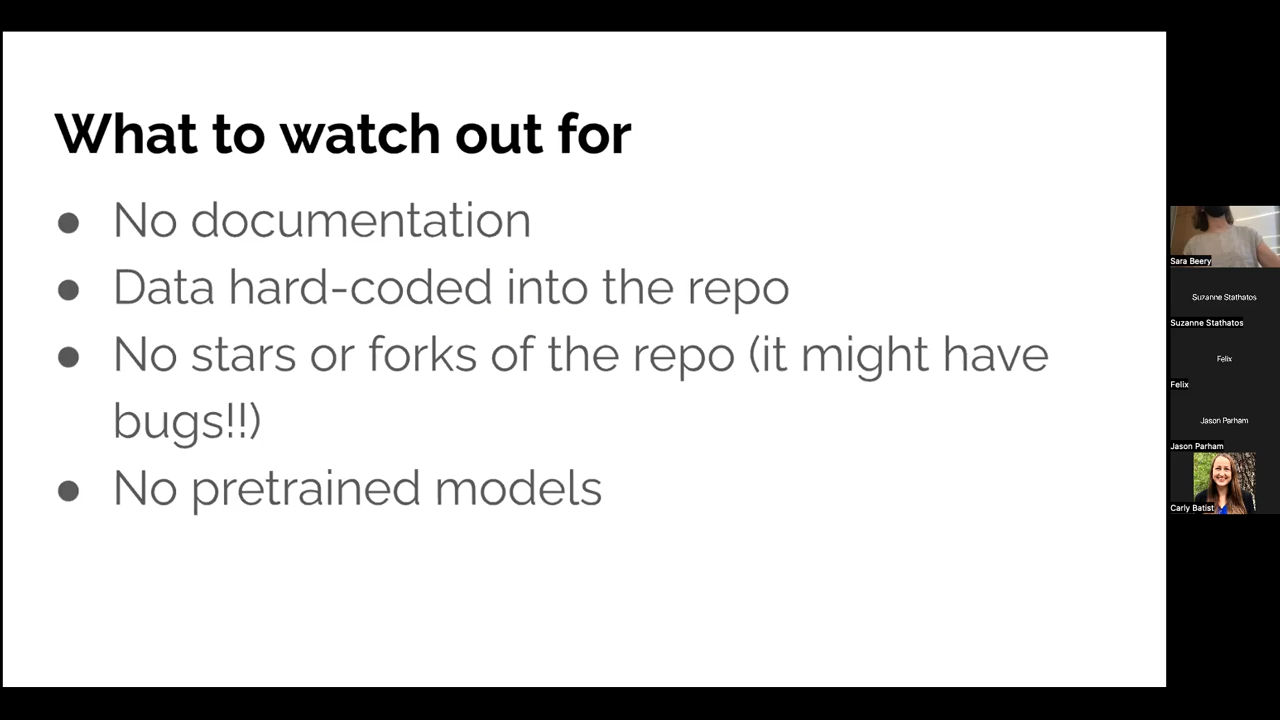 What to watch out for
● No documentation
● Data hard-coded into the repo
● No stars or forks of the repo (it might have
bugs!!)
● No pretrained models
Sara Beery
Suzanne Stathatos
Suzanne Stathatos
Felix
Felix
Jason Parham
Jason Parham
Carly Batist